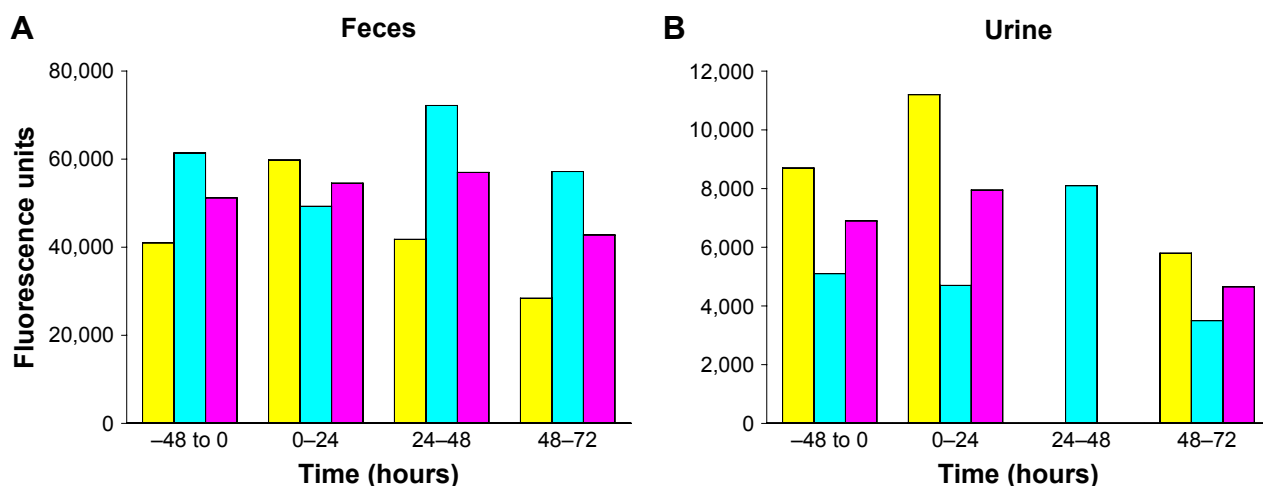 A
Feces
80,000
60,000
40,000
20,000
0
Fluorescence units
–48 to 0
0–24
24–48
48–72
Time (hours)
B
Urine
12,000
10,000
8,000
6,000
4,000
2,000
0
–48 to 0
0–24
24–48
48–72
Time (hours)